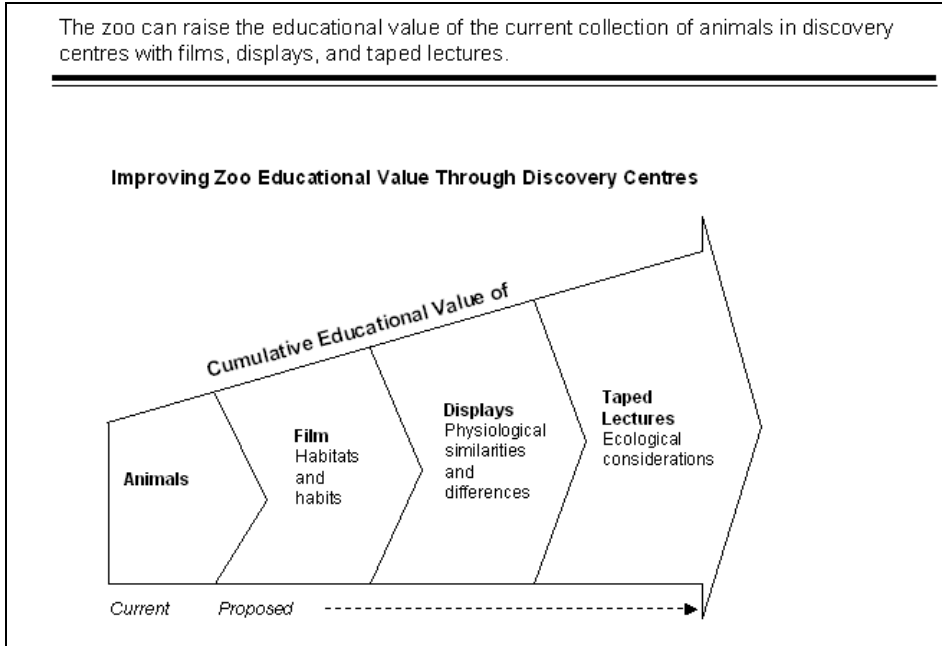 The zoo can raise the educational value of the current collection of animals in discovery
centres with films, displays, and taped lectures.
Improving Zoo Educational Value Through Discovery Centres
Cumulative Educational Value of
Animals
Film
Habitats
and
habits
Displays
Physiological
similarities
and
differences
Taped
Lectures
Ecological
considerations
Current
Proposed